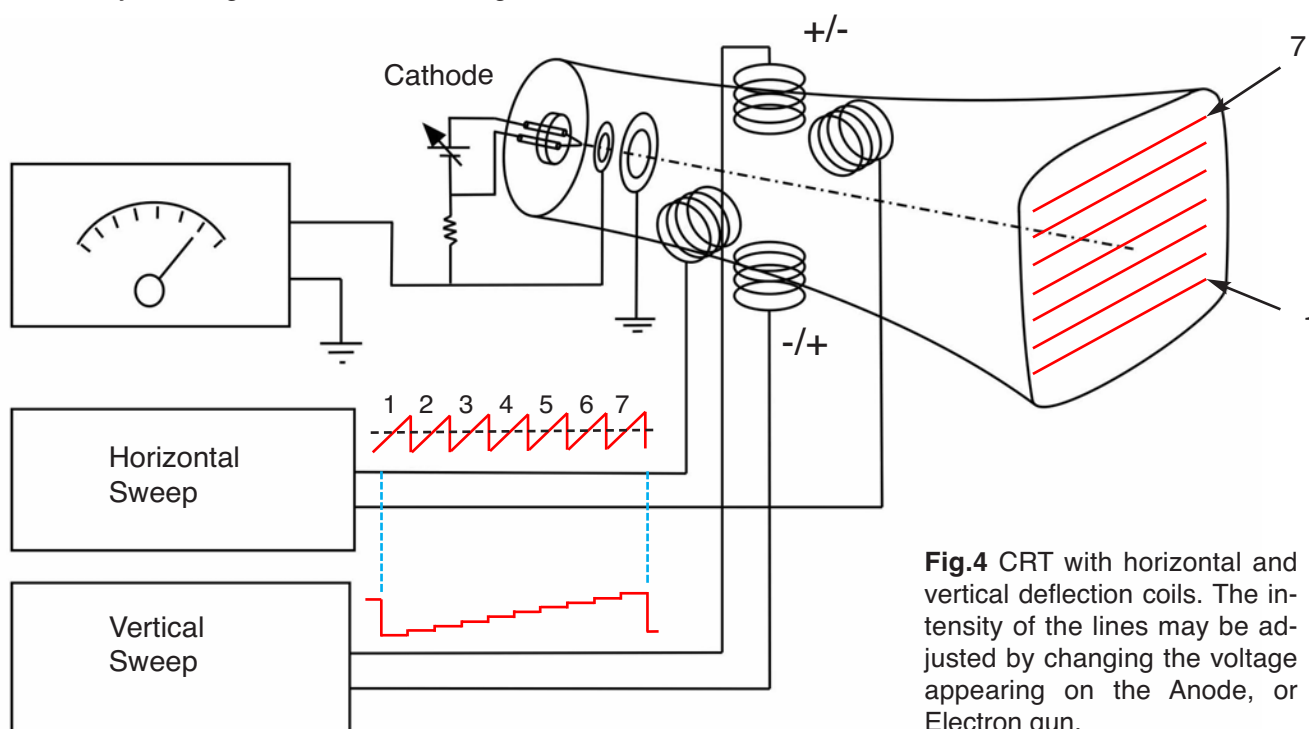 +/-
7
Cathode
-/+
1 2 3 4 5 6 7
Horizontal
Sweep
Vertical
Sweep
Fig.4 CRT with horizontal and
vertical deflection coils. The in-
tensity of the lines may be ad-
justed by changing the voltage
appearing on the Anode, or
Electron gun.